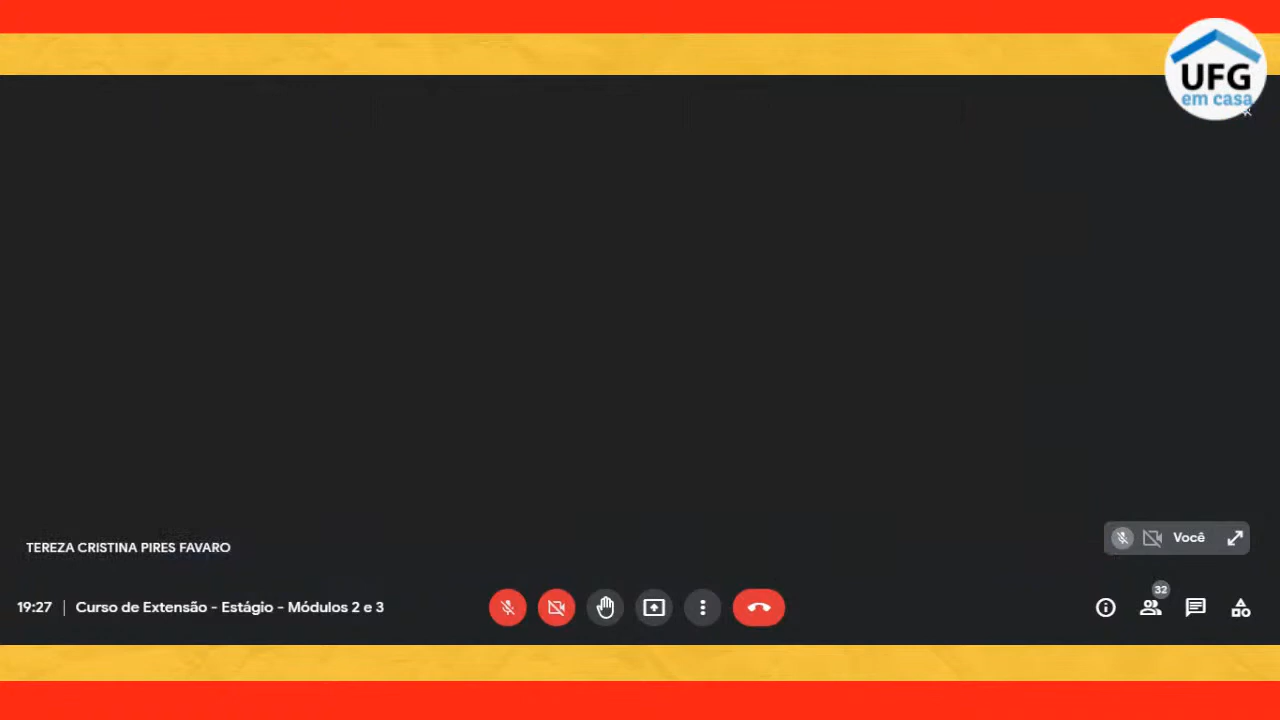 UFG
em casa
TEREZA CRISTINA PIRES FAVARO
Você
19:27 | Curso de Extensão - Estágio - Módulos 2 e 3
32